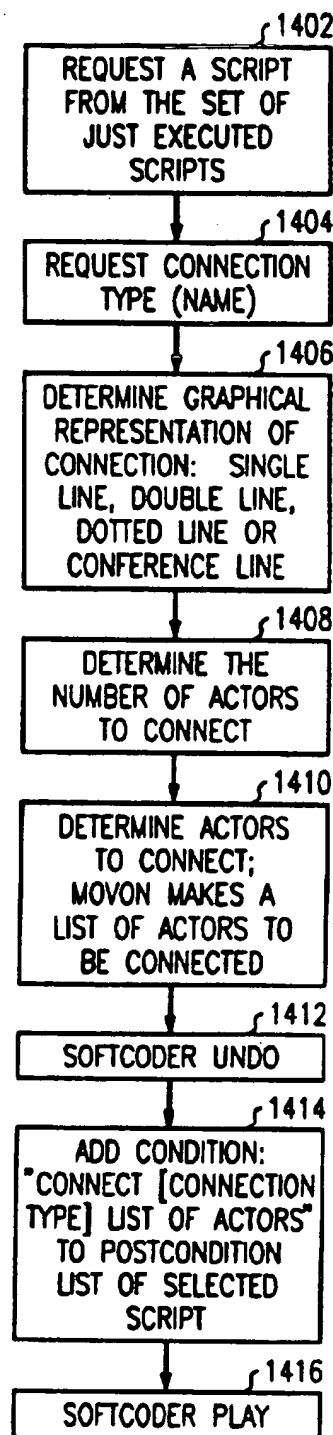 1402
REQUEST A SCRIPT
FROM THE SET OF
JUST EXECUTED
SCRIPTS
1404
REQUEST CONNECTION
TYPE (NAME)
1406
DETERMINE GRAPHICAL
REPRESENTATION OF
CONNECTION: SINGLE
LINE, DOUBLE LINE,
DOTTED LINE OR
CONFERENCE LINE
1408
DETERMINE THE
NUMBER OF ACTORS
TO CONNECT
1410
DETERMINE ACTORS
TO CONNECT;
MOVON MAKES A
LIST OF ACTORS TO
BE CONNECTED
1412
SOFTCODER UNDO
1414
ADD CONDITION:
"CONNECT [CONNECTION
TYPE] LIST OF ACTORS"
TO POSTCONDITION
LIST OF SELECTED
SCRIPT
1416
SOFTCODER PLAY